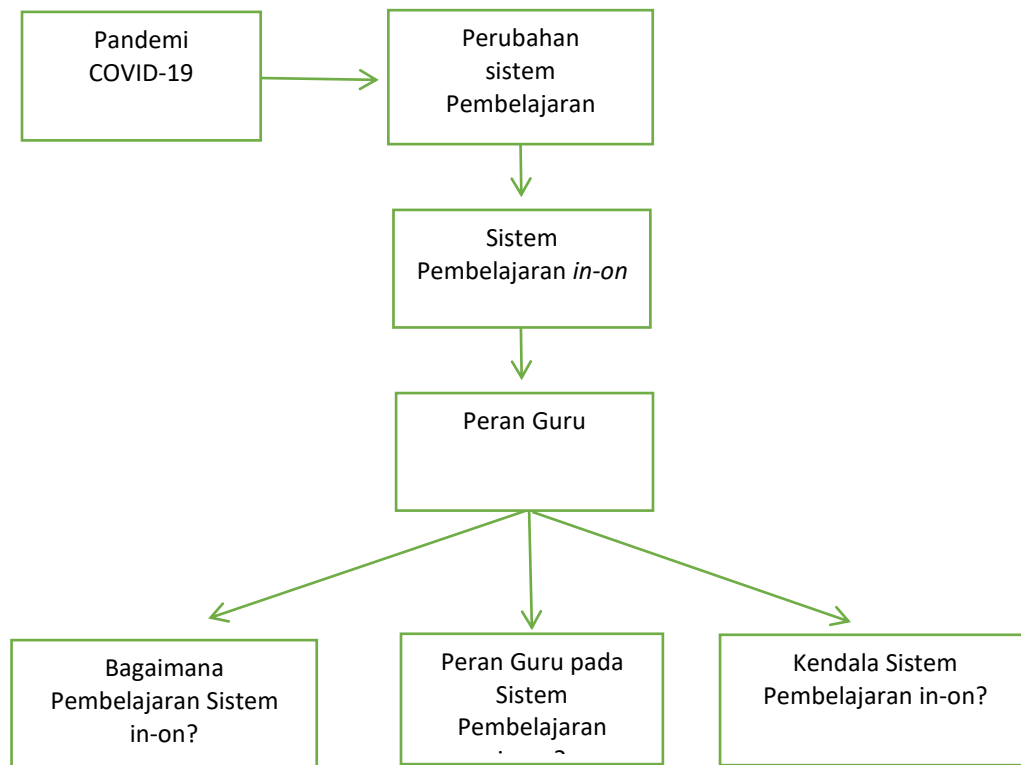 Pandemi
COVID-19
Perubahan
sistem
Pembelajaran
Sistem
Pembelajaran in-on
Peran Guru
Bagaimana
Pembelajaran Sistem
in-on?
Peran Guru pada
Sistem
Pembelajaran
Kendala Sistem
Pembelajaran in-on?